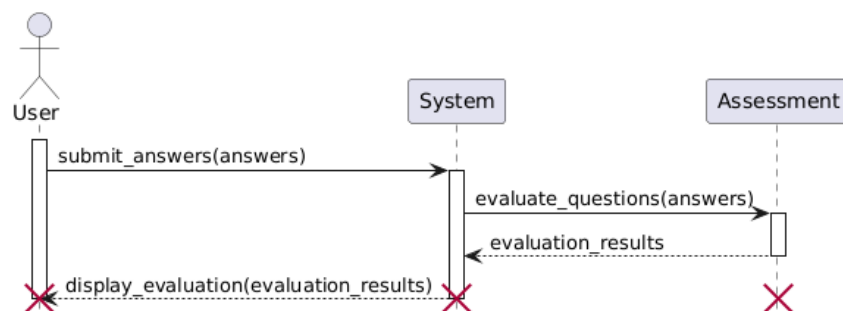 User
System
Assessment
submit_answers(answers)
evaluate_questions(answers)
evaluation_results
display_evaluation(evaluation_results)